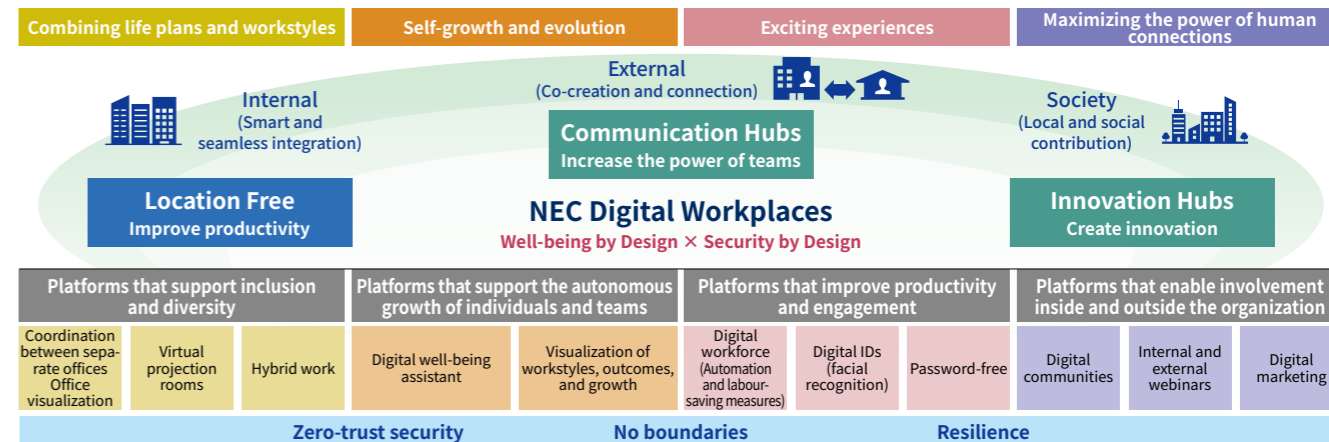 Combining life plans and workstyles
Self-growth and evolution
Exciting experiences
Maximizing the power of human
connections
External
(Co-creation and connection)
Internal
(Smart and
seamless integration)
Society
(Local and social
contribution)
Communication Hubs
Increase the power of teams
Location Free
Improve productivity
NEC Digital Workplaces
Well-being by Design × Security by Design
Innovation Hubs
Create innovation
Platforms that support inclusion
and diversity
Platforms that support the autonomous
growth of individuals and teams
Platforms that improve productivity
and engagement
Platforms that enable involvement
inside and outside the organization
Coordination
between sepa-
rate offices
Office
visualization
Virtual
projection
rooms
Hybrid work
Digital well-being
assistant
Visualization of
workstyles, outcomes,
and growth
Digital
workforce
(Automation
and labour-
saving measures)
Digital IDs
(facial
recognition)
Password-free
Digital
communities
Internal and
external
webinars
Digital
marketing
Zero-trust security
No boundaries
Resilience